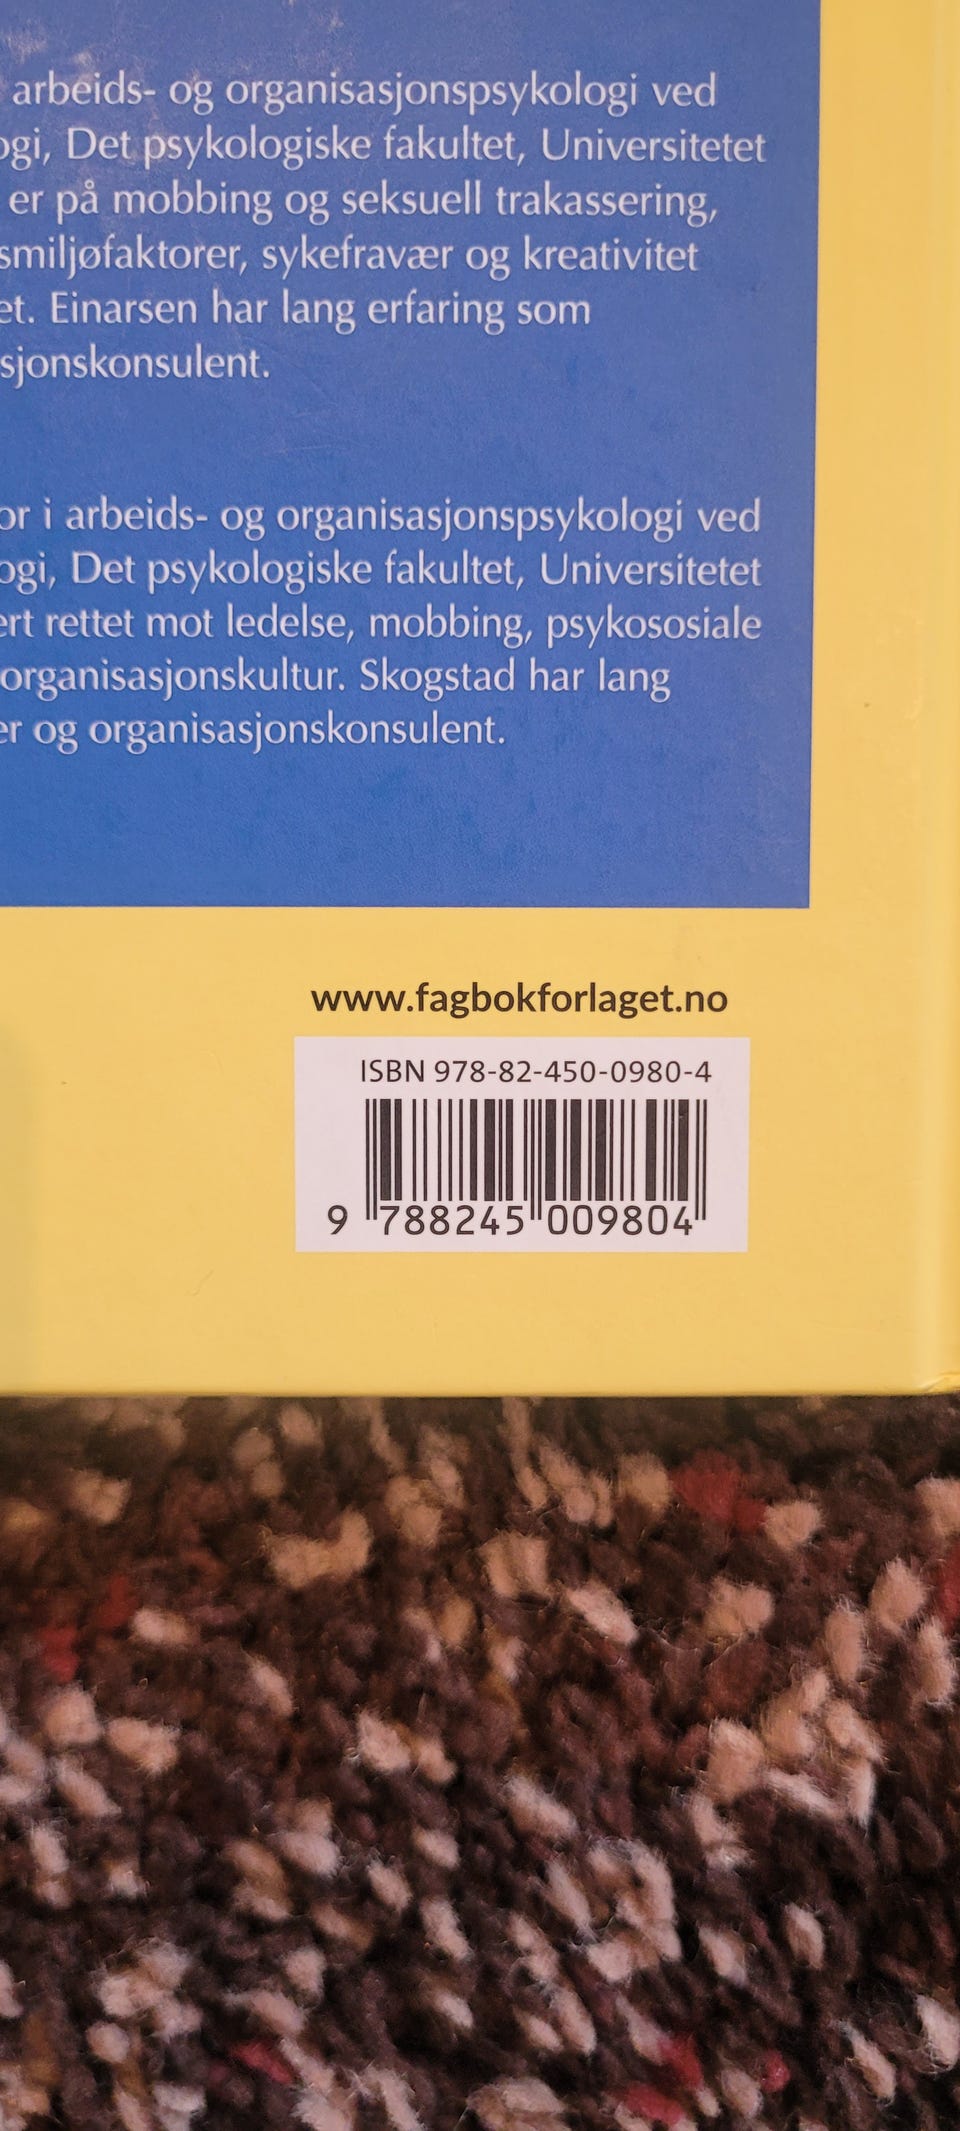 arbeids- og organisasjonspsykologi ved
ogi, Det psykologiske fakultet, Universitetet
er på mobbing og seksuell trakassering,
smiljøfaktorer, sykefravær og kreativitet
et. Einarsen har lang erfaring som
sjonskonsulent.
or i arbeids- og organisasjonspsykologi ved
ogi, Det psykologiske fakultet, Universitetet
ert rettet mot ledelse, mobbing, psykososiale
organisasjonskultur. Skogstad har lang
er og organisasjonskonsulent.
www.fagbokforlaget.no
ISBN 978-82-450-0980-4
9 788245 009804